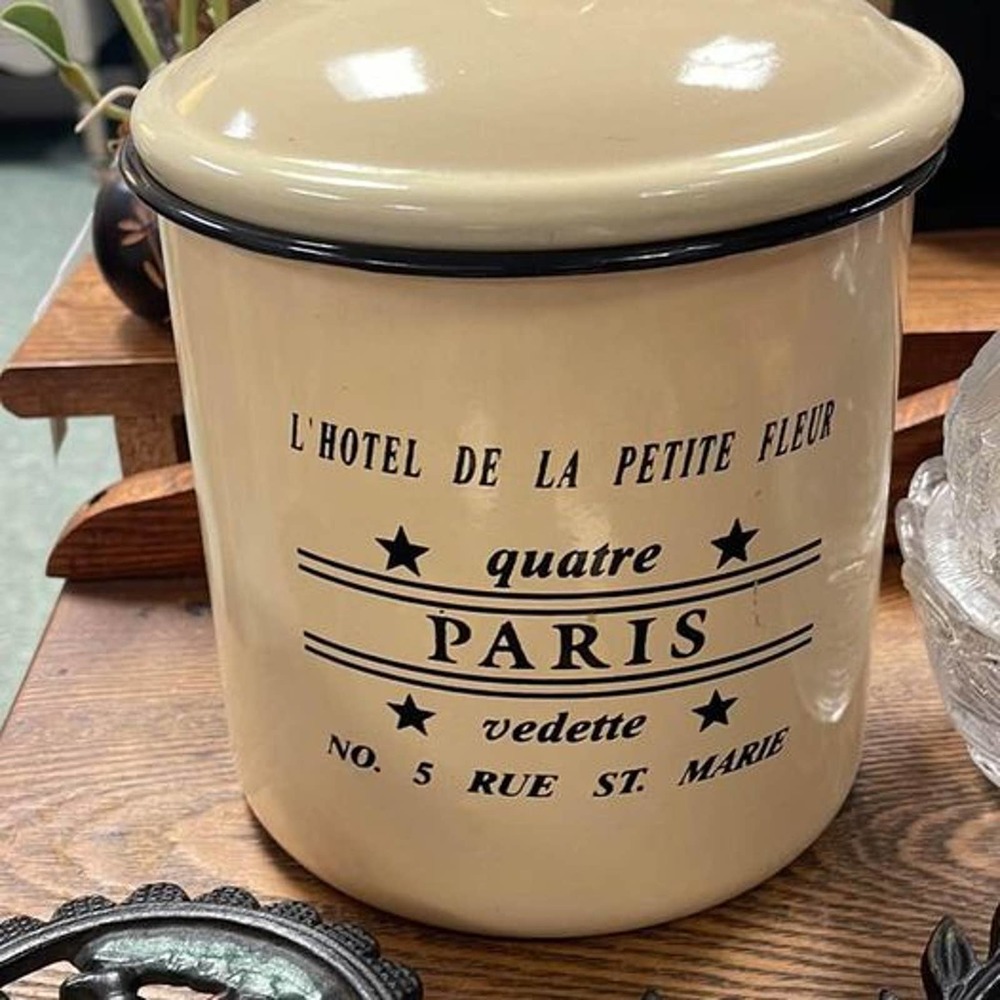 L'HOTEL DE LA PETITE FLEUR
quatre
PARIS
vedette
NO. 5 RUE ST. MARIE